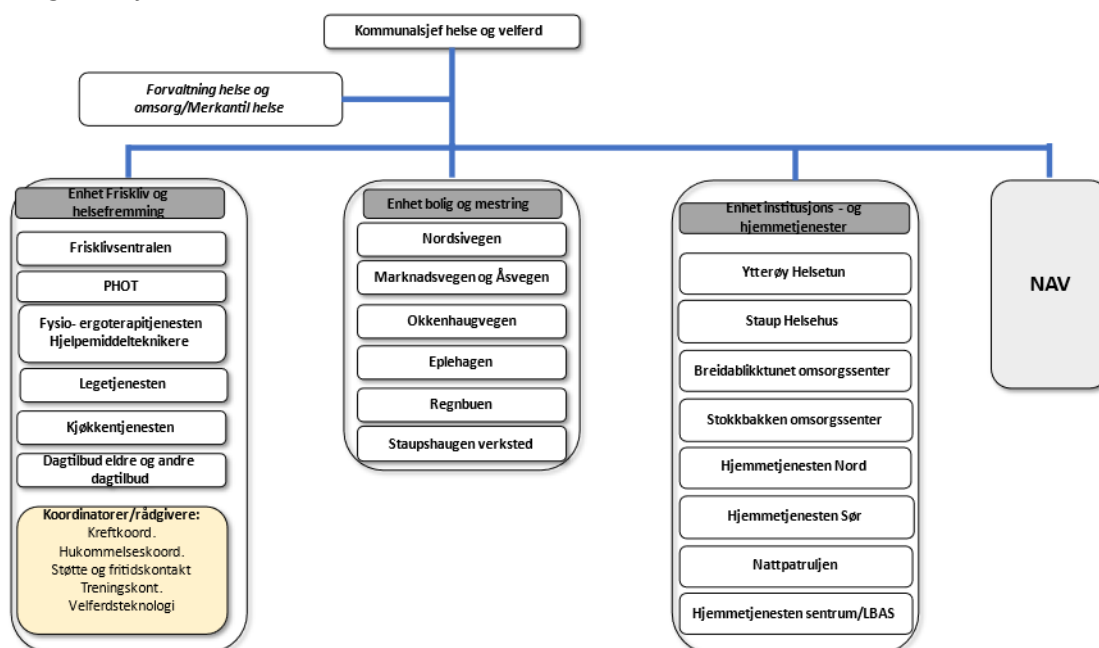 Kommunalsjef helse og velferd
Forvaltning helse og
omsorg/Merkantil helse
Enhet Friskliv og
helsefremming
Frisklivsentralen
PHOT
Fysio- ergoterapitjenesten
Hjelpemiddelteknikere
Legetjenesten
Kjøkkentjenesten
Dagtilbud eldre og andre
dagtilbud
Koordinatorer/rådgivere:
Kreftkoord.
Hukommelseskoord.
Støtte og fritidskontakt
Treningskont.
Velferdsteknologi
Enhet bolig og mestring
Nordsivegen
Marknadsvegen og Åsvegen
Okkenhaugvegen
Eplehagen
Regnbuen
Staupshaugen verksted
Enhet institusjons - og
hjemmetjenester
Ytterøy Helsetun
Staup Helsehus
Breidablikktunet omsorgssenter
Stokkbakken omsorgssenter
Hjemmetjenesten Nord
Hjemmetjenesten Sør
Nattpatruljen
Hjemmetjenesten sentrum/LBAS
NAV